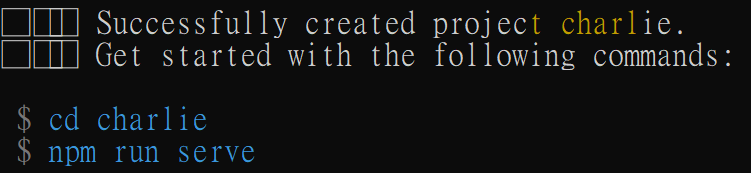 Successfully created project charlie.
Get started with the following commands:
$ cd charlie
$ npm run serve